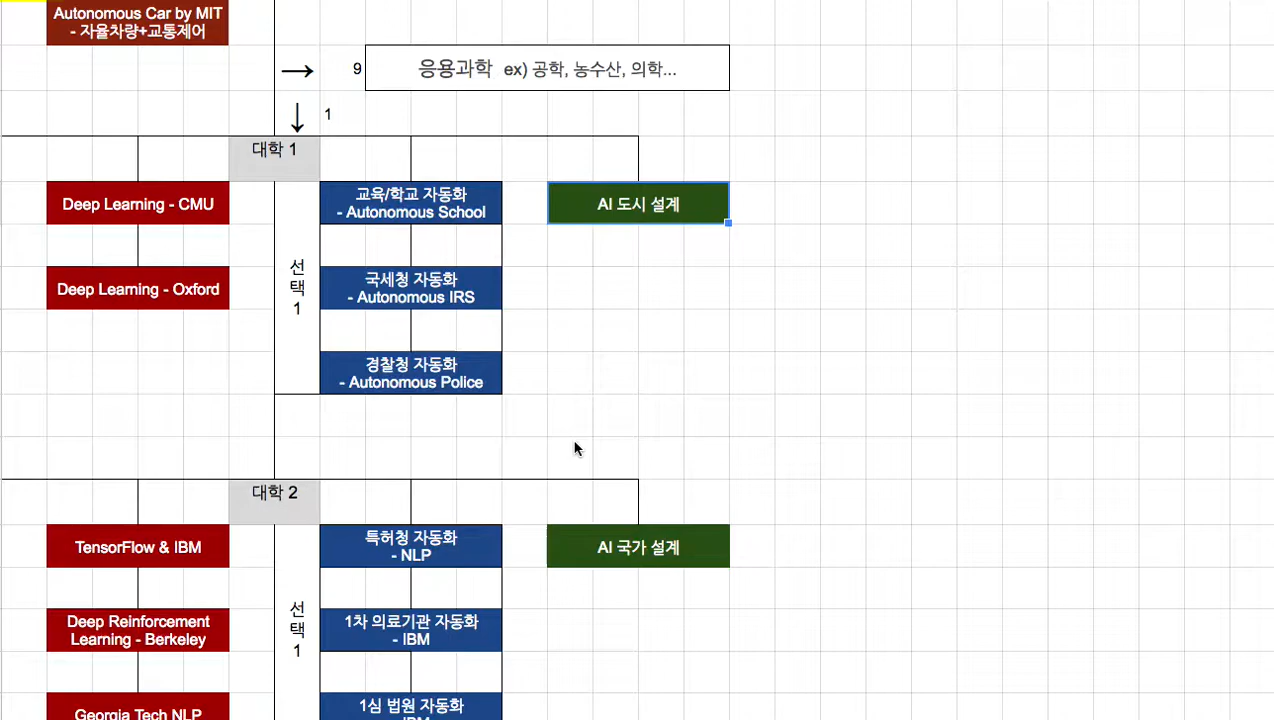 Autonomous Car by MIT
- 자율차량+교통제어
→ 9 응용과학 ex) 공학, 농수산, 의학...
↓ 1
대학 1
Deep Learning - CMU
교육/학교 자동화
- Autonomous School
AI 도시 설계
선
택
1
Deep Learning - Oxford
국세청 자동화
- Autonomous IRS
경찰청 자동화
- Autonomous Police
대학 2
TensorFlow & IBM
특허청 자동화
- NLP
AI 국가 설계
선
택
1
Deep Reinforcement
Learning - Berkeley
1차 의료기관 자동화
- IBM
Georgia Tech NLP
1심 법원 자동화
- IBM